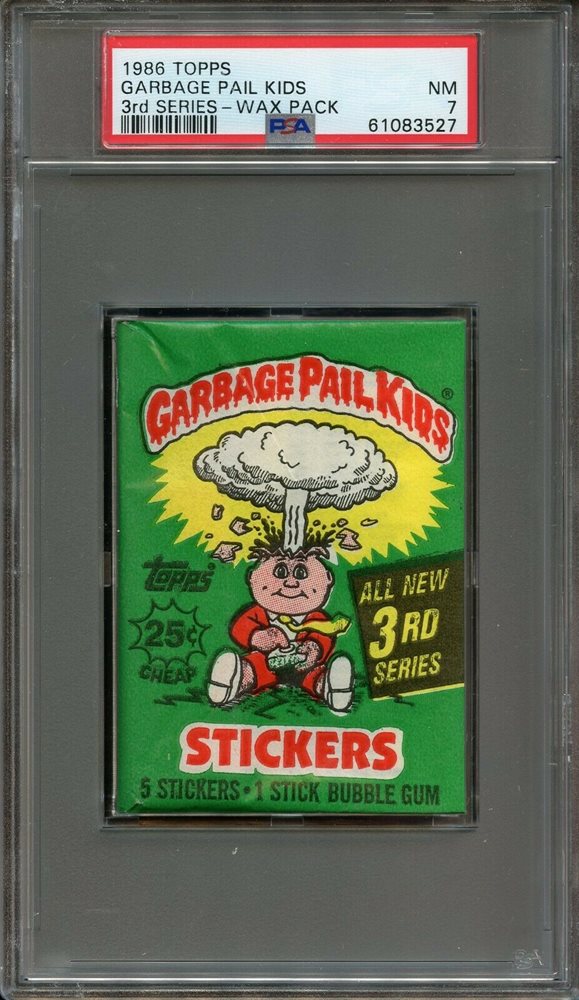 1986 TOPPS
GARBAGE PAIL KIDS NM
3rd SERIES - WAX PACK 7
PSA 61083527
GARBAGE PAIL KIDS®
topps®
ALL NEW
3RD
SERIES
25¢
CHEAP
STICKERS
5 STICKERS • 1 STICK BUBBLE GUM